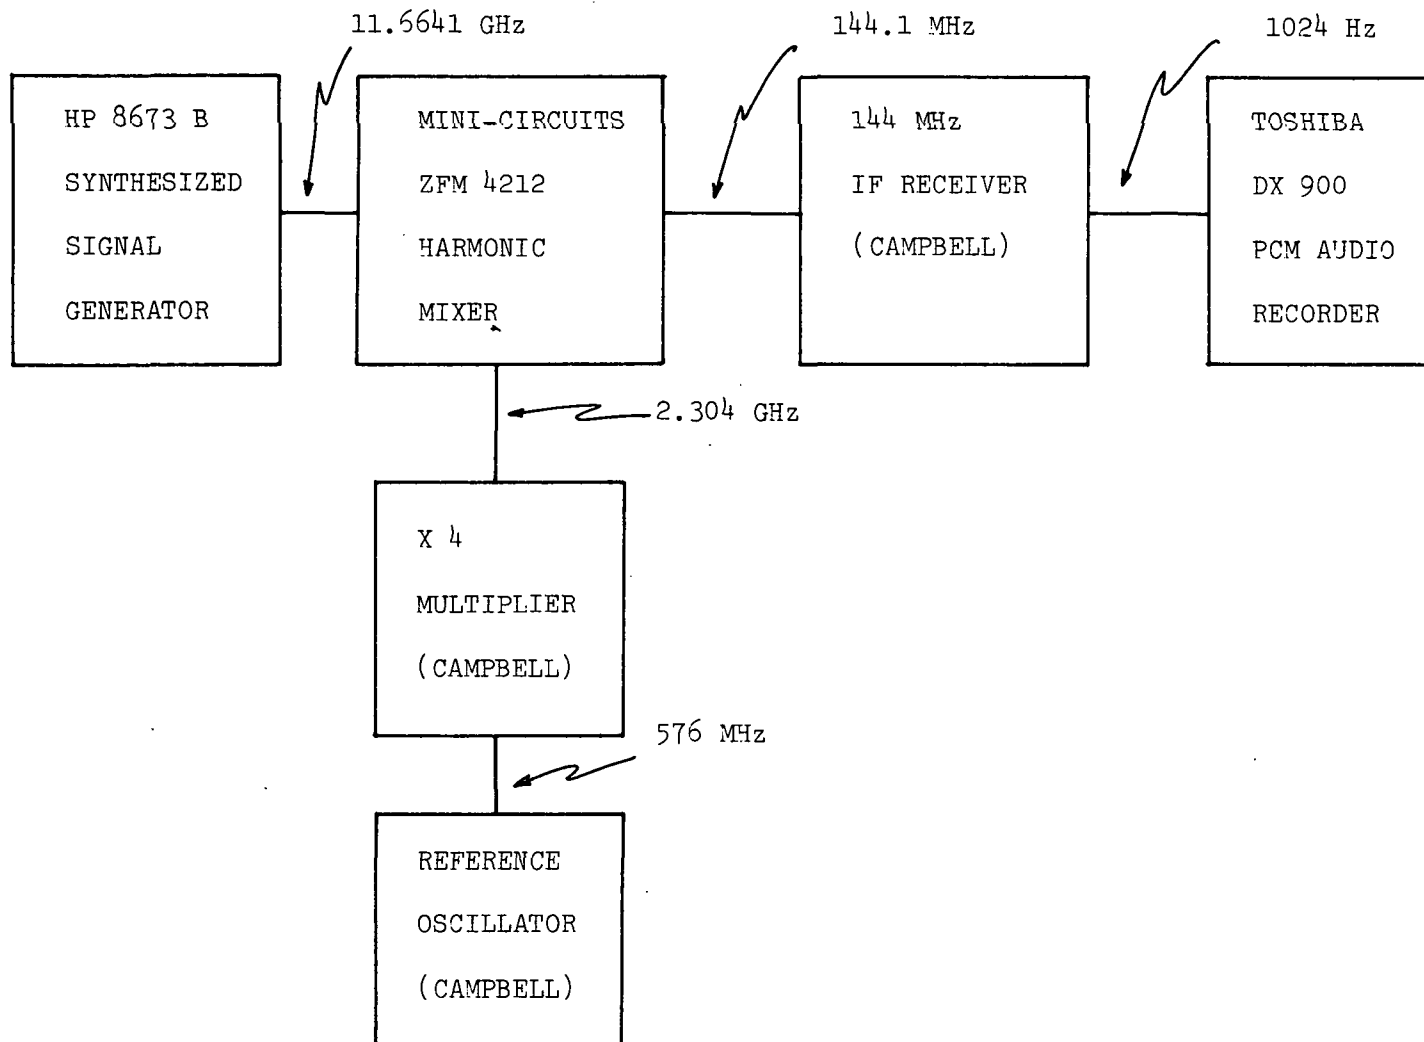 11.6641 GHz
144.1 MHz
1024 Hz
HP 8673 B
SYNTHESIZED
SIGNAL
GENERATOR
MINI-CIRCUITS
ZFM 4212
HARMONIC
MIXER
144 MHz
IF RECEIVER
(CAMPBELL)
TOSHIBA
DX 900
PCM AUDIO
RECORDER
2.304 GHz
X 4
MULTIPLIER
(CAMPBELL)
576 MHz
REFERENCE
OSCILLATOR
(CAMPBELL)